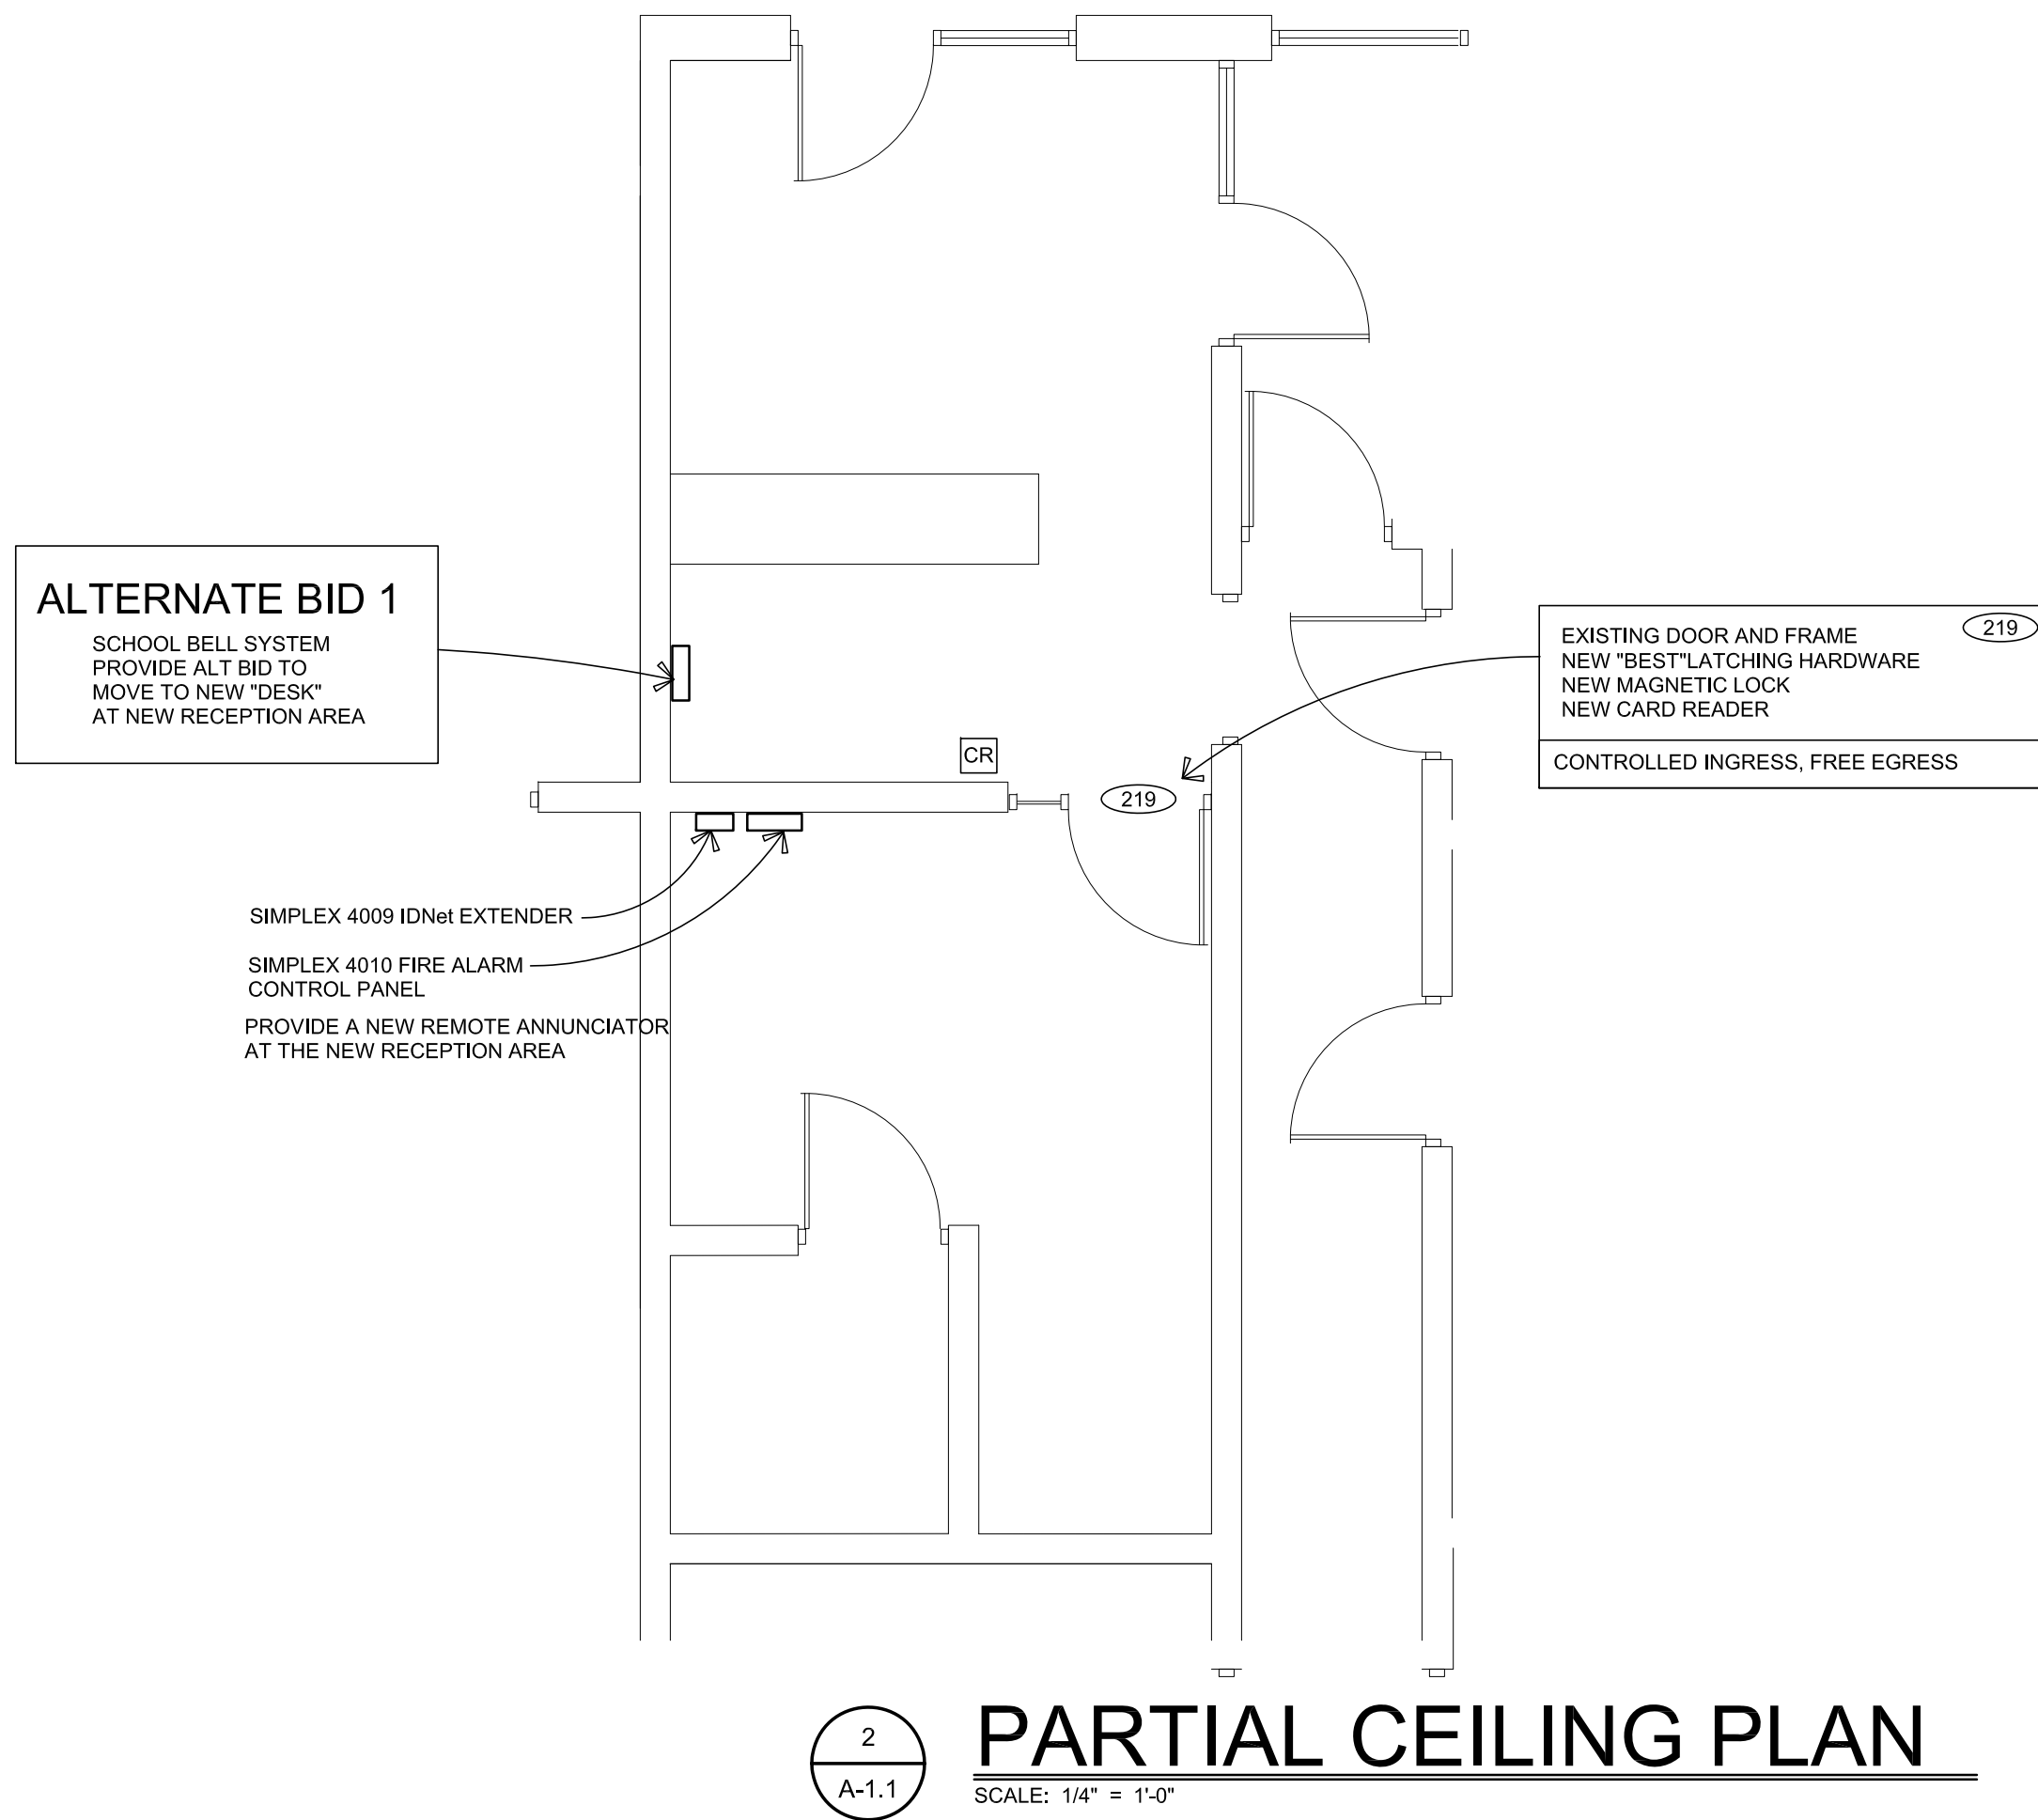 ALTERNATE BID 1
SCHOOL BELL SYSTEM
PROVIDE ALT BID TO
MOVE TO NEW "DESK"
AT NEW RECEPTION AREA
219
EXISTING DOOR AND FRAME
NEW "BEST"LATCHING HARDWARE
NEW MAGNETIC LOCK
NEW CARD READER
CONTROLLED INGRESS, FREE EGRESS
CR
219
SIMPLEX 4009 IDNet EXTENDER
SIMPLEX 4010 FIRE ALARM
CONTROL PANEL
PROVIDE A NEW REMOTE ANNUNCIATOR
AT THE NEW RECEPTION AREA
2
A-1.1
PARTIAL CEILING PLAN
SCALE: 1/4" = 1'-0"